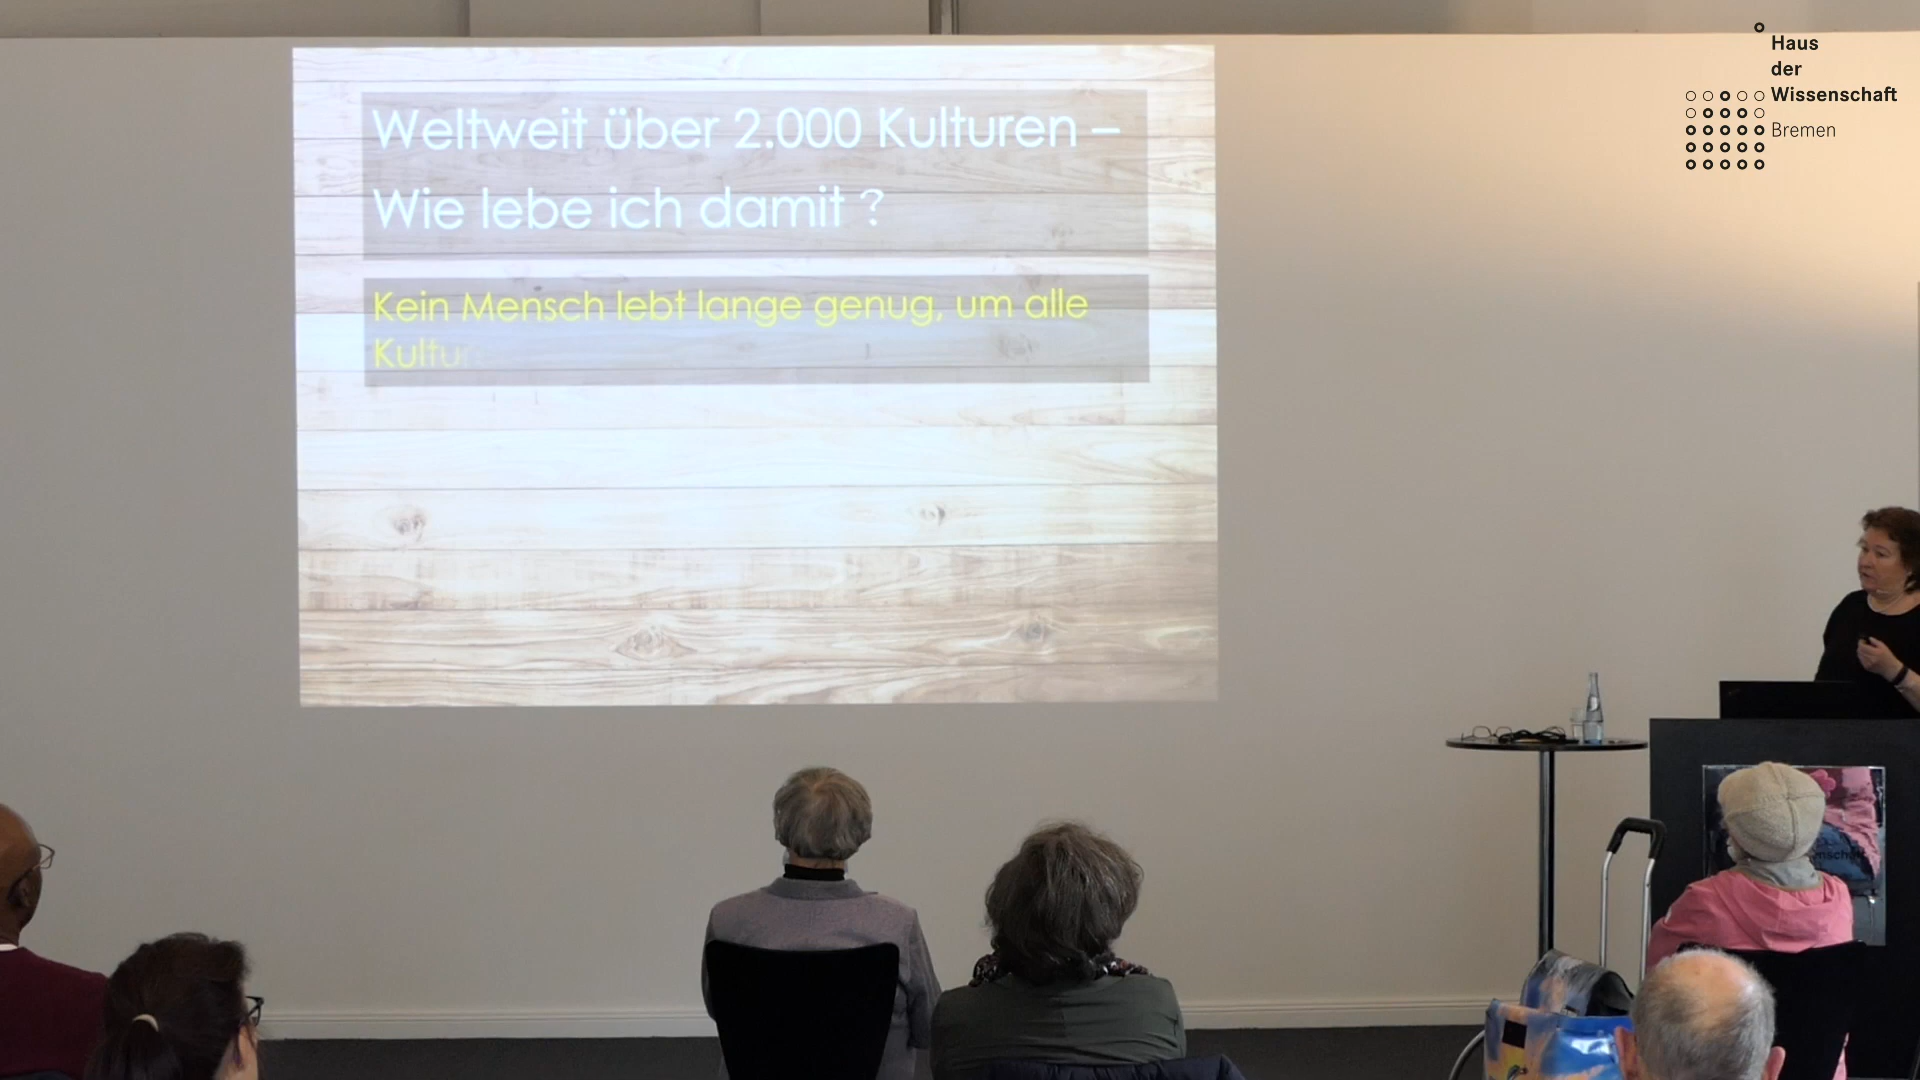 Weltweit über 2.000 Kulturen –
Wie lebe ich damit ?
Kein Mensch lebt lange genug, um alle
Kultur
Haus
der
Wissenschaft
Bremen